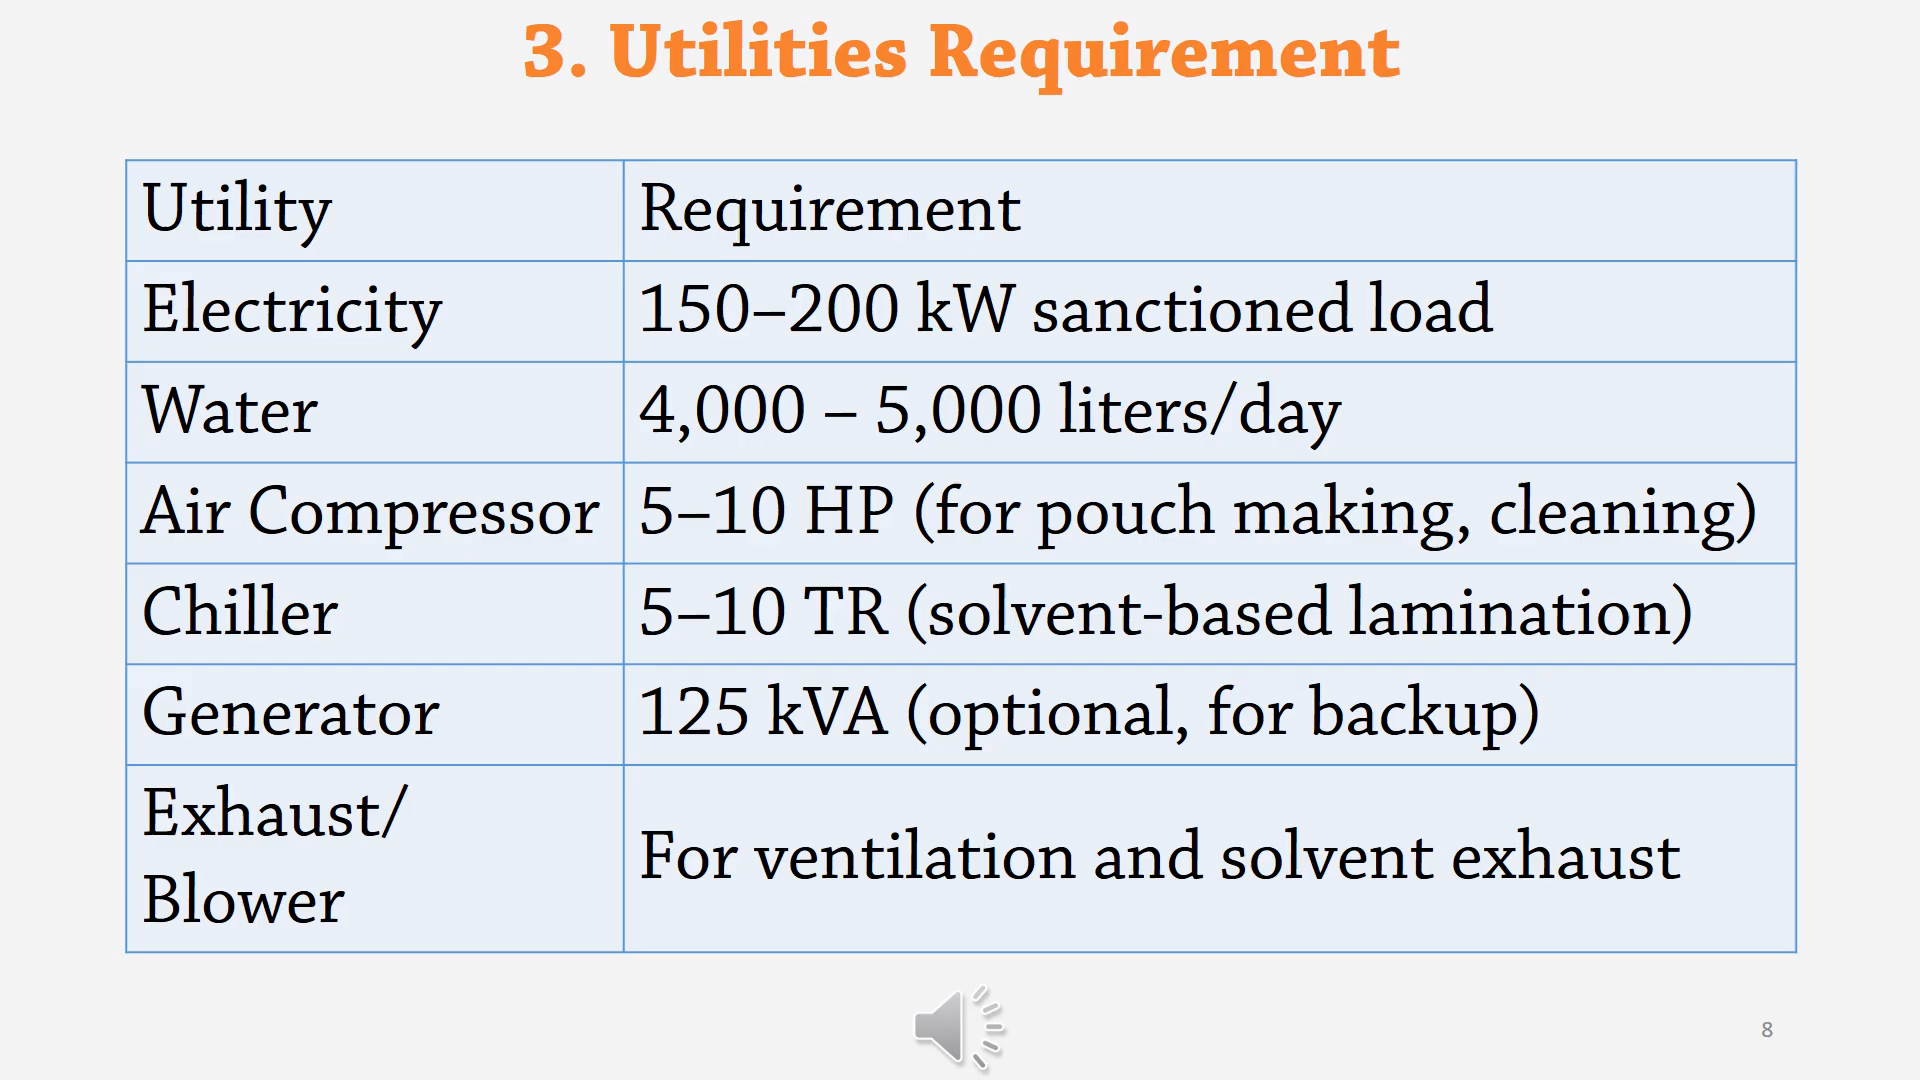 3. Utilities Requirement
Utility Requirement
Electricity 150–200 kW sanctioned load
Water 4,000 – 5,000 liters/day
Air Compressor 5–10 HP (for pouch making, cleaning)
Chiller 5–10 TR (solvent-based lamination)
Generator 125 kVA (optional, for backup)
Exhaust/
Blower
For ventilation and solvent exhaust
8